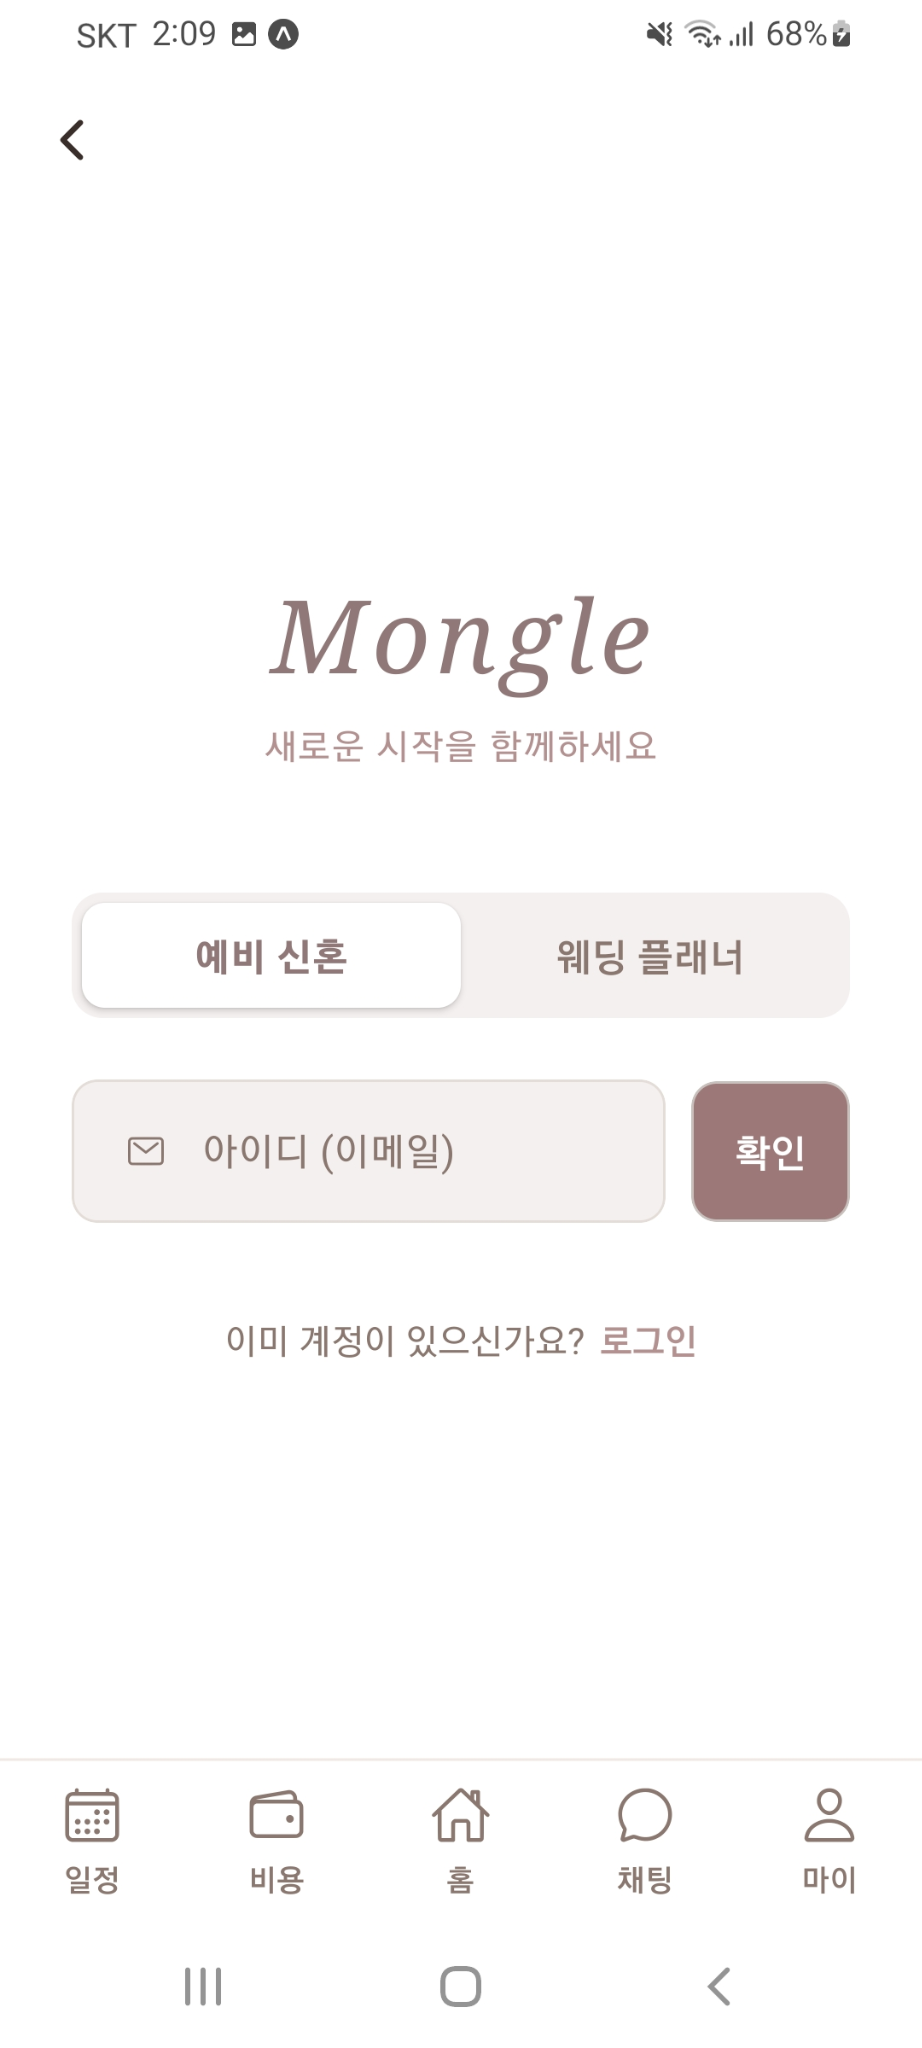 SKT 2:09 68%
Mongle
새로운 시작을 함께하세요
예비 신혼 웨딩 플래너
아이디 (이메일) 확인
이미 계정이 있으신가요? 로그인
일정 비용 홈 채팅 마이